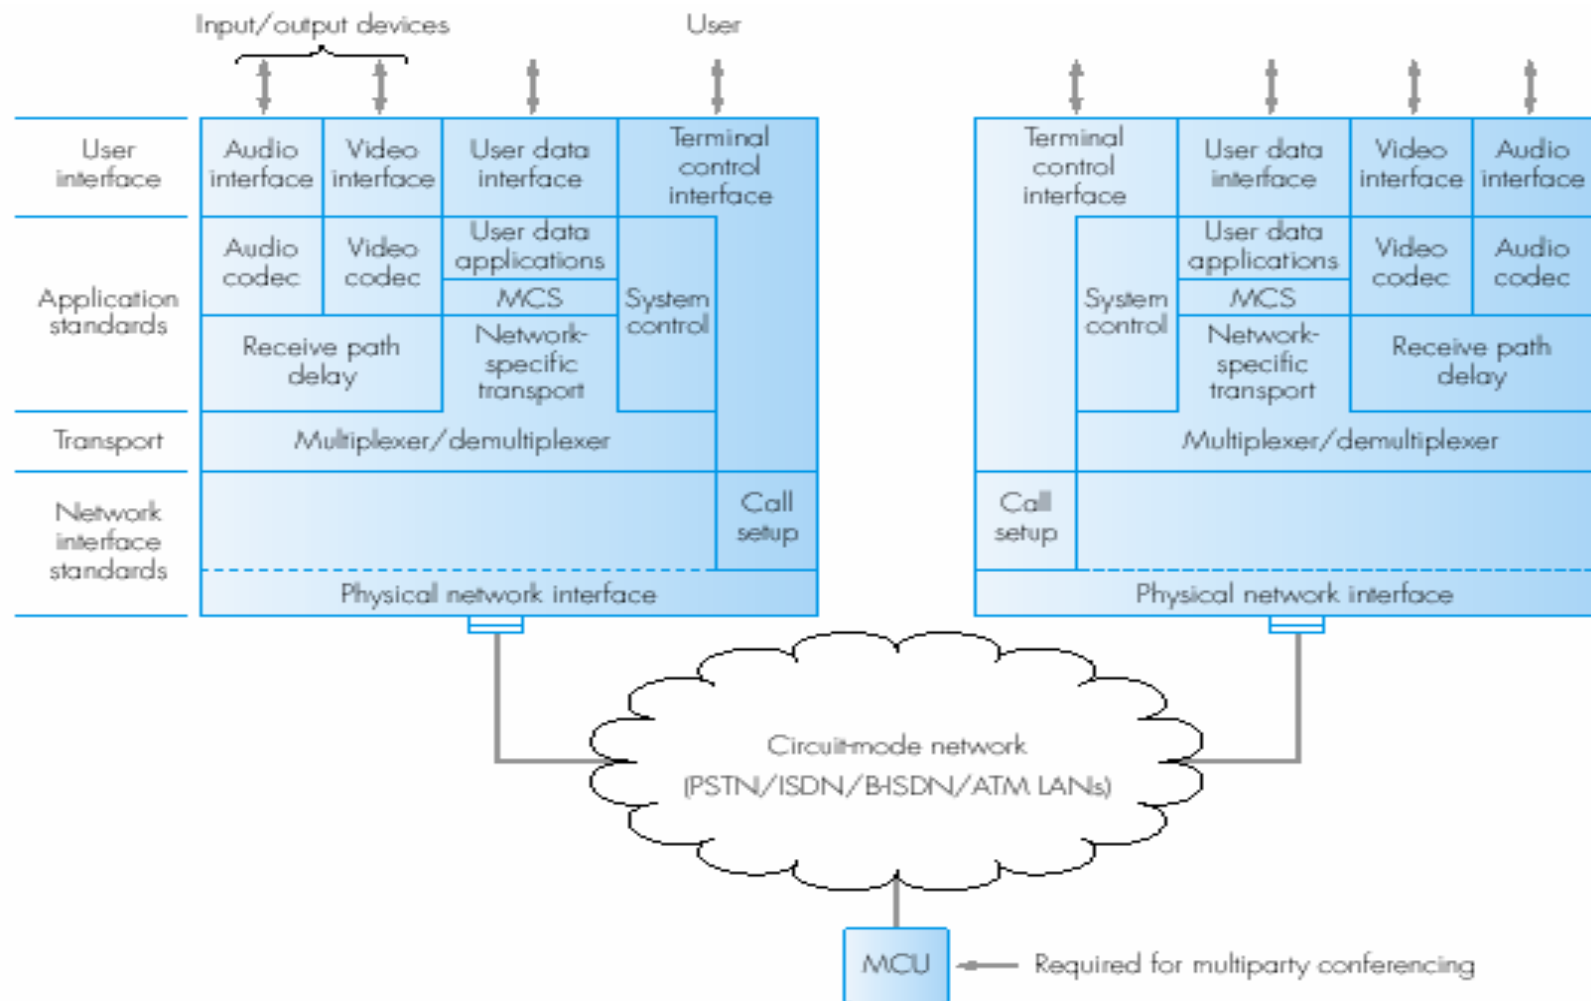 Input/output devices
User
User
interface
Audio
interface
Video
interface
User data
interface
Terminal
control
interface
Application
standards
Audio
codec
Video
codec
User data
applications
MCS
System
control
Receive path
delay
Network-
specific
transport
Transport
Multiplexer/demultiplexer
Network
interface
standards
Call
setup
Physical network interface
Terminal
control
interface
User data
interface
Video
interface
Audio
interface
System
control
User data
applications
MCS
Network-
specific
transport
Video
codec
Audio
codec
Receive path
delay
Multiplexer/demultiplexer
Call
setup
Physical network interface
Circuit-mode network
(PSTN/ISDN/B-ISDN/ATM LANs)
MCU
Required for multiparty conferencing